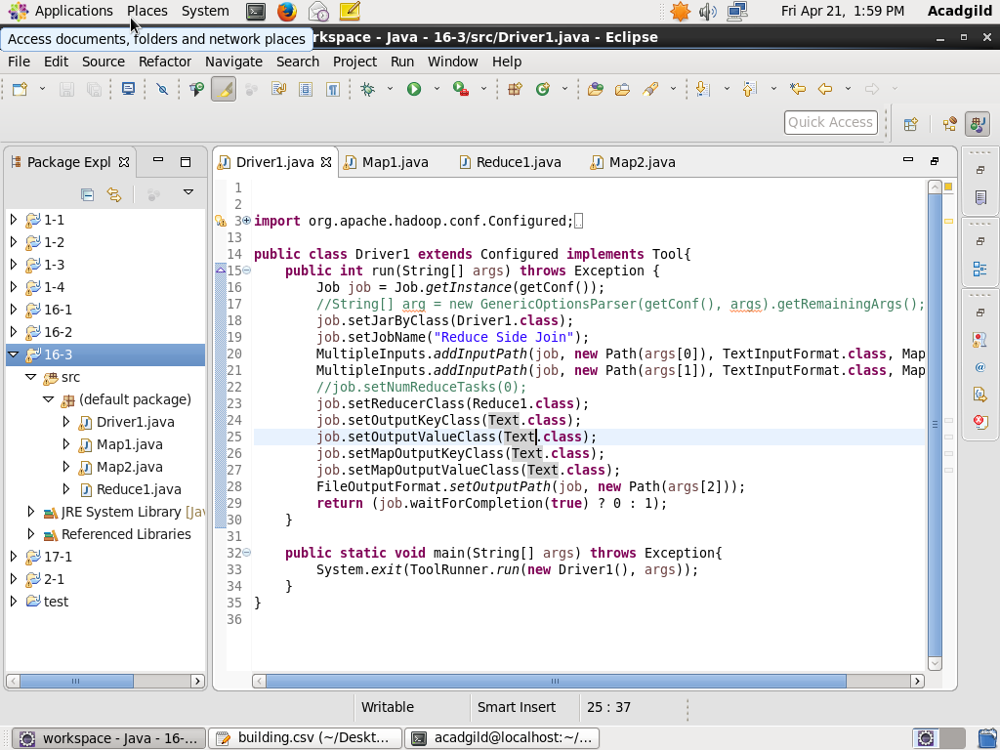 Applications Places System Fri Apr 21, 1:59 PM Acadgild
Access documents, folders and network places
rkspace - Java - 16-3/src/Driver1.java - Eclipse
File Edit Source Refactor Navigate Search Project Run Window Help
Quick Access
Package Expl
Driver1.java Map1.java Reduce1.java Map2.java
1-1
1-2
1-3
1-4
16-1
16-2
16-3
src
(default package)
Driver1.java
Map1.java
Map2.java
Reduce1.java
JRE System Library [Jav
Referenced Libraries
17-1
2-1
test
1
2
3 import org.apache.hadoop.conf.Configured;
13
14 public class Driver1 extends Configured implements Tool{
15 public int run(String[] args) throws Exception {
16 Job job = Job.getInstance(getConf());
17 //String[] arg = new GenericOptionsParser(getConf(), args).getRemainingArgs();
18 job.setJarByClass(Driver1.class);
19 job.setJobName("Reduce Side Join");
20 MultipleInputs.addInputPath(job, new Path(args[0]), TextInputFormat.class, Map
21 MultipleInputs.addInputPath(job, new Path(args[1]), TextInputFormat.class, Map
22 //job.setNumReduceTasks(0);
23 job.setReducerClass(Reduce1.class);
24 job.setOutputKeyClass(Text.class);
25 job.setOutputValueClass(Text.class);
26 job.setMapOutputKeyClass(Text.class);
27 job.setMapOutputValueClass(Text.class);
28 FileOutputFormat.setOutputPath(job, new Path(args[2]));
29 return (job.waitForCompletion(true) ? 0 : 1);
30 }
31
32 public static void main(String[] args) throws Exception{
33 System.exit(ToolRunner.run(new Driver1(), args));
34 }
35 }
36
Writable Smart Insert 25 : 37
workspace - Java - 16-... building.csv (~/Deskt... acadgild@localhost:~/...